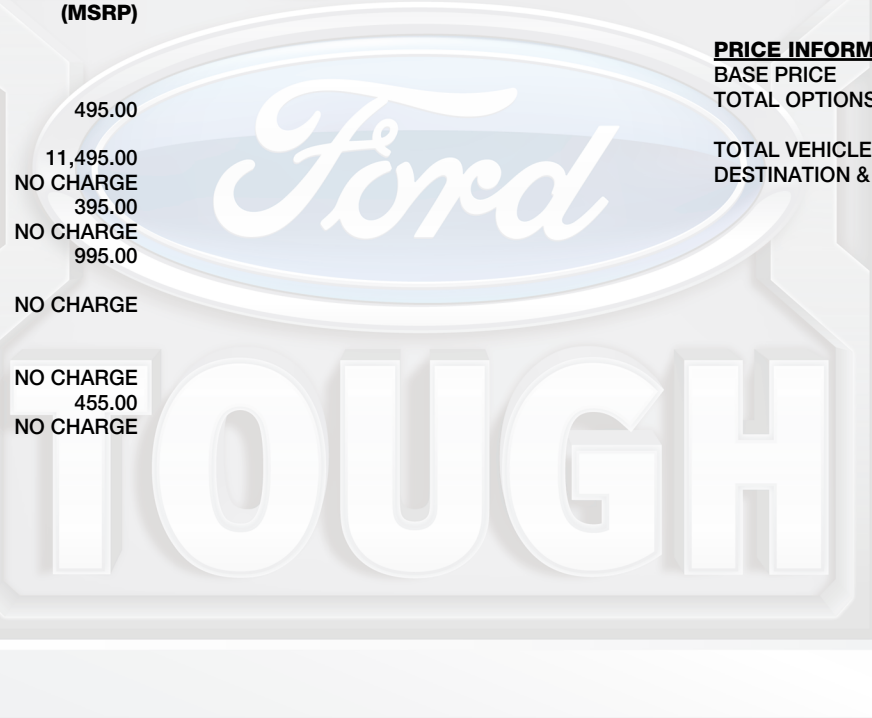 (MSRP)
495.00
11,495.00
NO CHARGE
395.00
NO CHARGE
995.00
NO CHARGE
NO CHARGE
455.00
NO CHARGE
PRICE INFORM
BASE PRICE
TOTAL OPTIONS
TOTAL VEHICLE
DESTINATION &
Ford
TOUGH